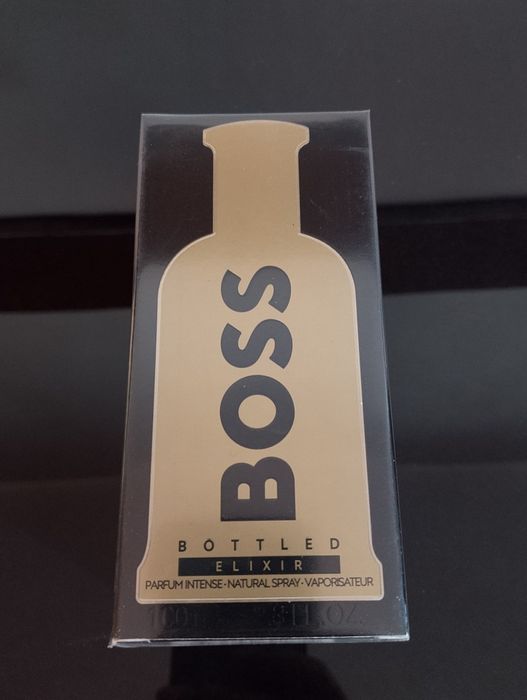 BOSS
BOTTLED
ELIXIR
PARFUM INTENSE · NATURAL SPRAY · VAPORISATEUR